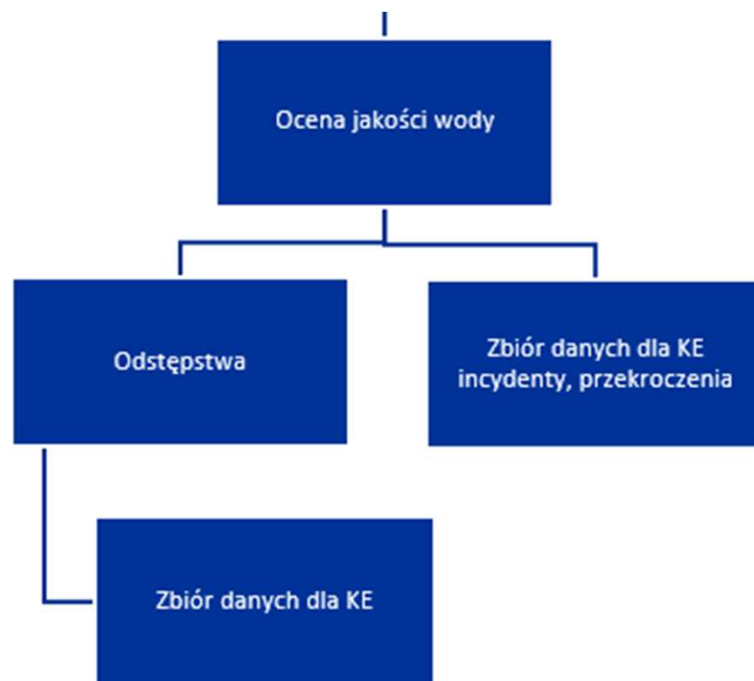 Ocena jakości wody
Odstępstwa
Zbiór danych dla KE
incydenty, przekroczenia
Zbiór danych dla KE